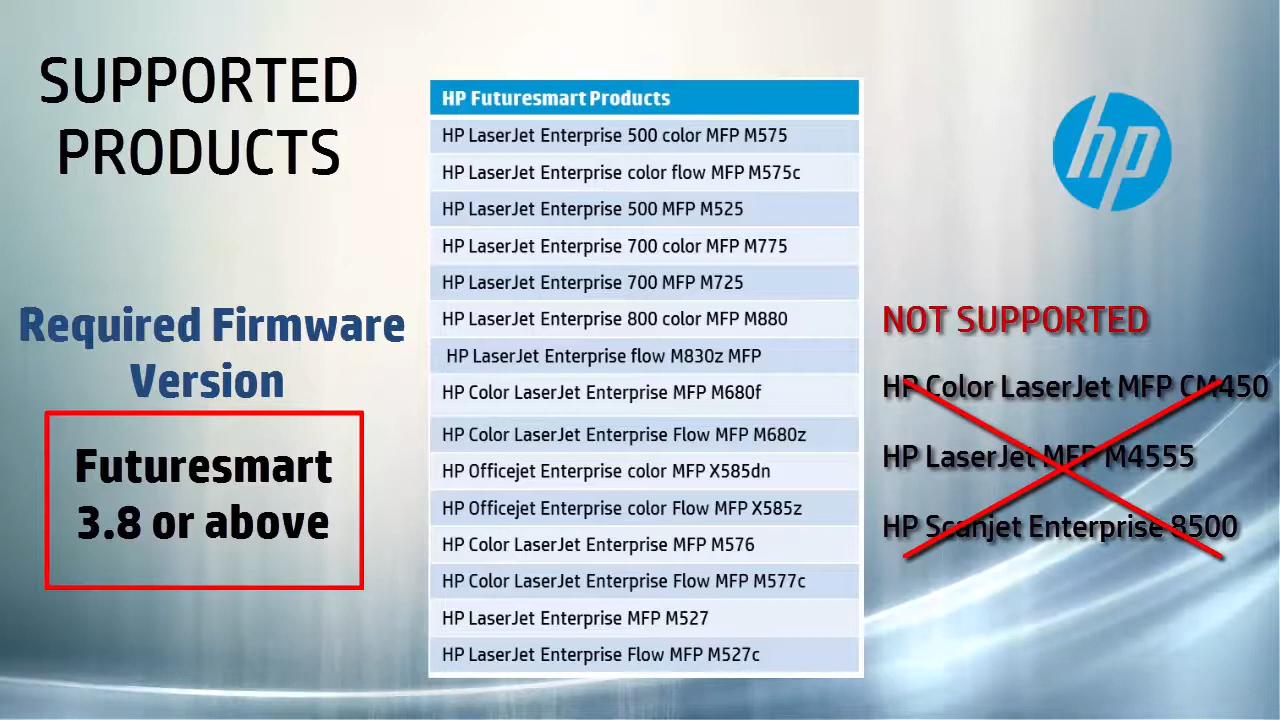 SUPPORTED
PRODUCTS
Required Firmware
Version
Futuresmart
3.8 or above
HP Futuresmart Products
HP LaserJet Enterprise 500 color MFP M575
HP LaserJet Enterprise color flow MFP M575c
HP LaserJet Enterprise 500 MFP M525
HP LaserJet Enterprise 700 color MFP M775
HP LaserJet Enterprise 700 MFP M725
HP LaserJet Enterprise 800 color MFP M880
HP LaserJet Enterprise flow M830z MFP
HP Color LaserJet Enterprise MFP M680f
HP Color LaserJet Enterprise Flow MFP M680z
HP Officejet Enterprise color MFP X585dn
HP Officejet Enterprise color Flow MFP X585z
HP Color LaserJet Enterprise MFP M576
HP Color LaserJet Enterprise Flow MFP M577c
HP LaserJet Enterprise MFP M527
HP LaserJet Enterprise Flow MFP M527c
hp
NOT SUPPORTED
HP Color LaserJet MFP CM450
HP LaserJet MFP M4555
HP Scanjet Enterprise 8500